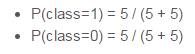 • P(class=1) = 5 / (5 + 5)
• P(class=0) = 5 / (5 + 5)